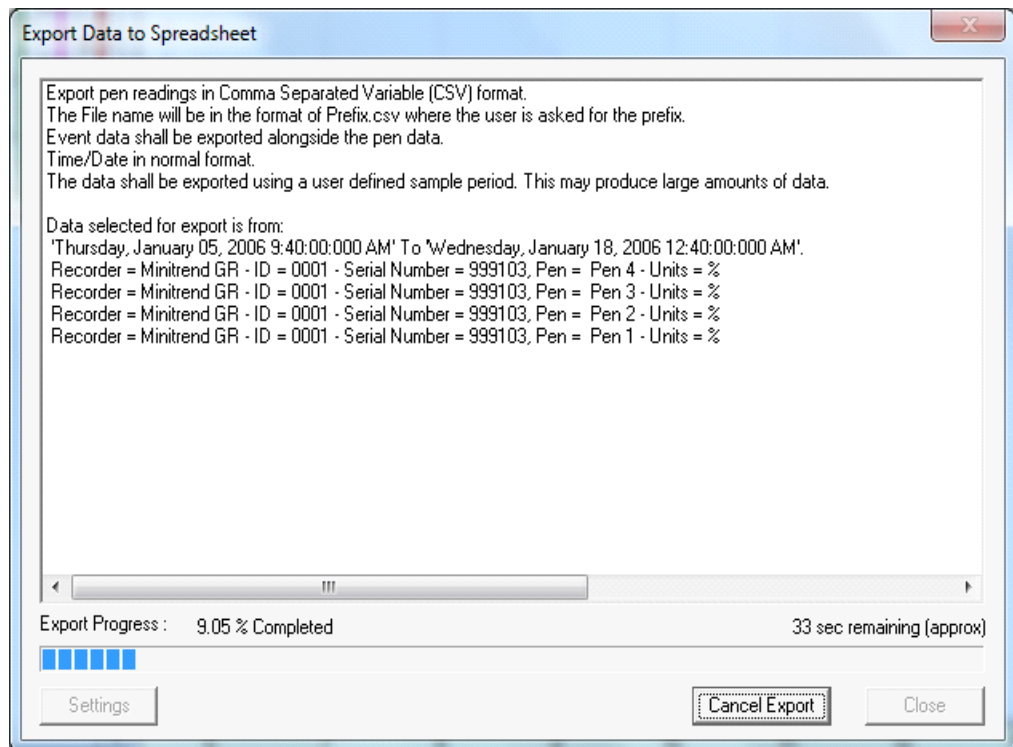 Export Data to Spreadsheet
Export pen readings in Comma Separated Variable (CSV) format.
The File name will be in the format of Prefix.csv where the user is asked for the prefix.
Event data shall be exported alongside the pen data.
Time/Date in normal format.
The data shall be exported using a user defined sample period. This may produce large amounts of data.
Data selected for export is from:
'Thursday, January 05, 2006 9:40:00:000 AM' To 'Wednesday, January 18, 2006 12:40:00:000 AM'.
Recorder = Minitrend GR - ID = 0001 - Serial Number = 999103, Pen = Pen 4 - Units = %
Recorder = Minitrend GR - ID = 0001 - Serial Number = 999103, Pen = Pen 3 - Units = %
Recorder = Minitrend GR - ID = 0001 - Serial Number = 999103, Pen = Pen 2 - Units = %
Recorder = Minitrend GR - ID = 0001 - Serial Number = 999103, Pen = Pen 1 - Units = %
Export Progress : 9.05 % Completed 33 sec remaining (approx)
Settings Cancel Export Close